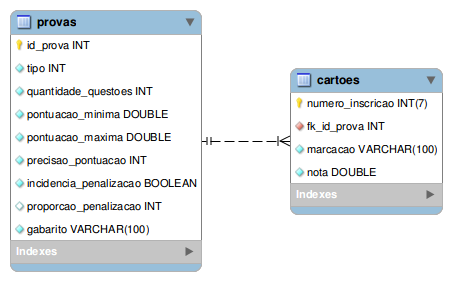 provas
id_prova INT
tipo INT
quantidade_questoes INT
pontuacao_minima DOUBLE
pontuacao_maxima DOUBLE
precisao_pontuacao INT
incidencia_penalizacao BOOLEAN
proporcao_penalizacao INT
gabarito VARCHAR(100)
Indexes
cartoes
numero_inscricao INT(7)
fk_id_prova INT
marcacao VARCHAR(100)
nota DOUBLE
Indexes